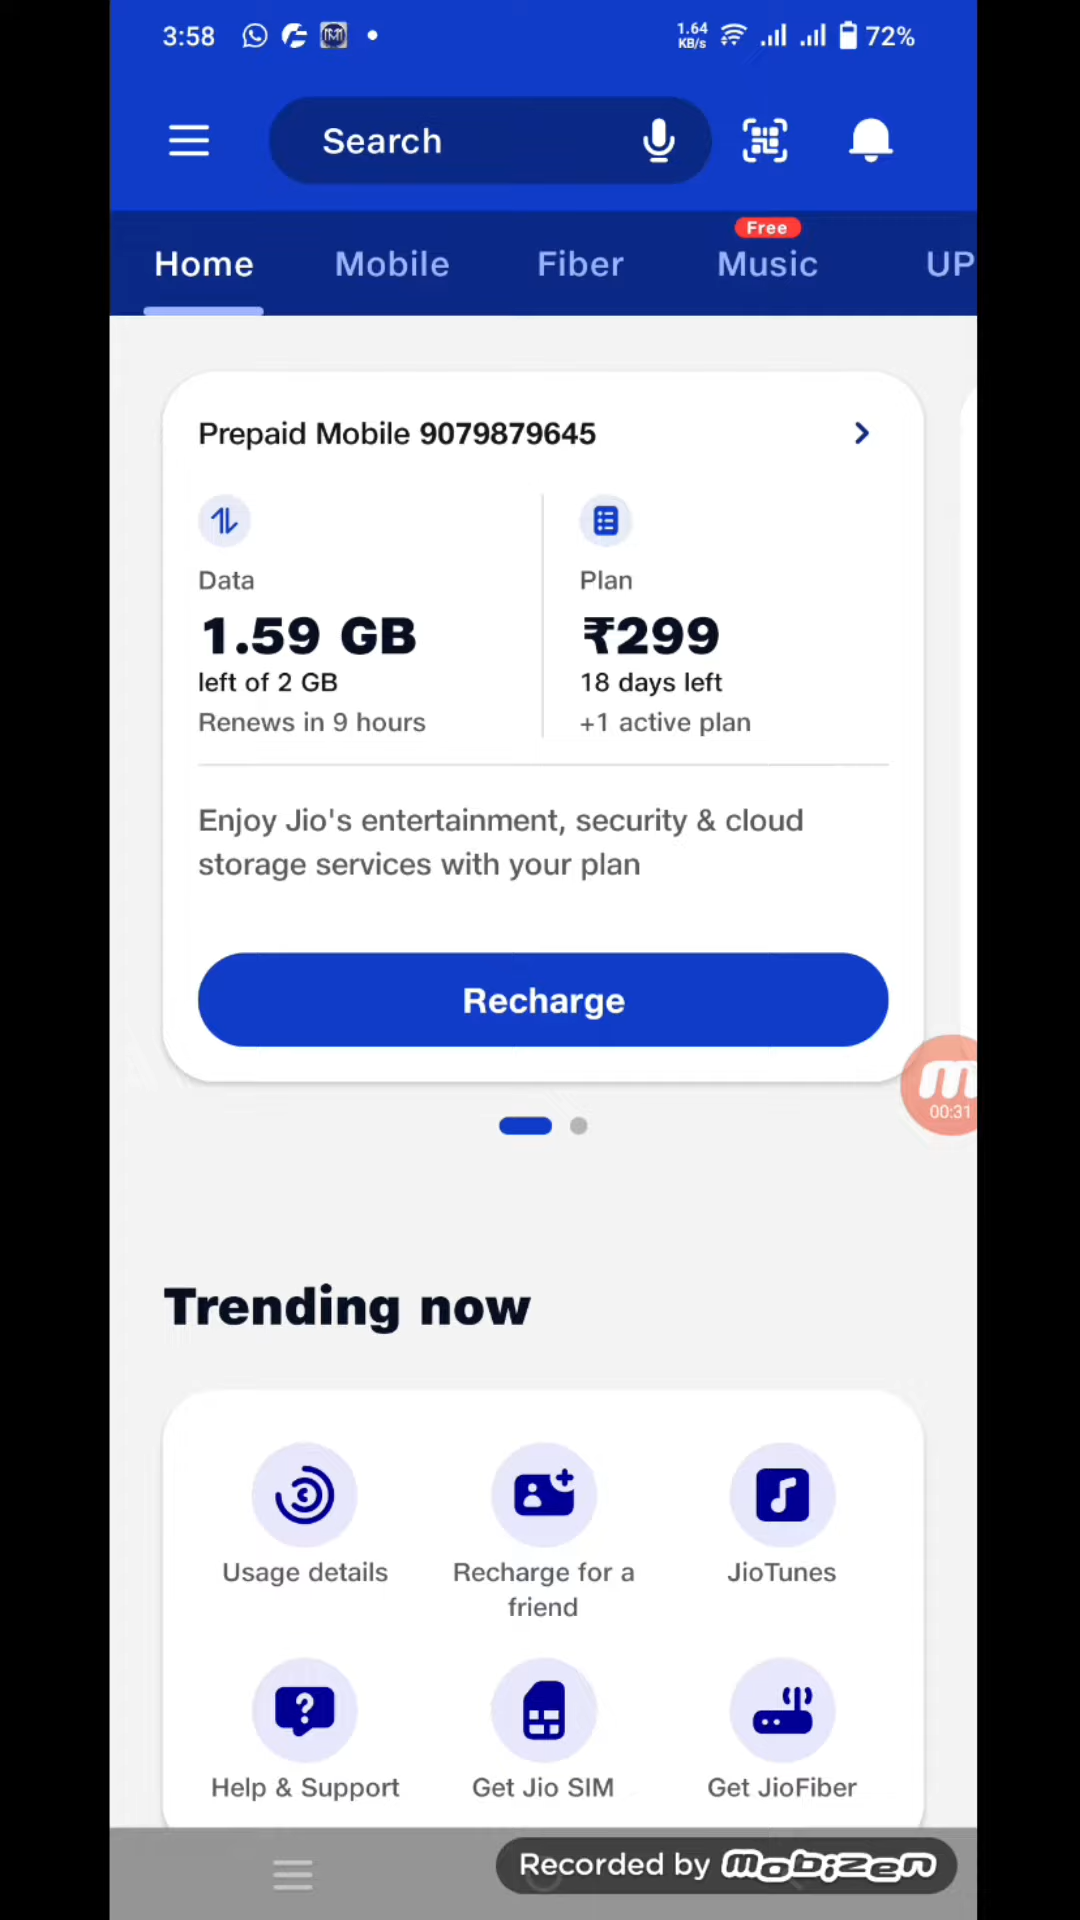 3:58
1.64
KB/s
72%
Search
Free
Home
Mobile
Fiber
Music
UP
Prepaid Mobile 9079879645
Data
Plan
1.59 GB
₹299
left of 2 GB
18 days left
Renews in 9 hours
+1 active plan
Enjoy Jio's entertainment, security & cloud
storage services with your plan
Recharge
00:31
Trending now
Usage details
Recharge for a
friend
JioTunes
Help & Support
Get Jio SIM
Get JioFiber
Recorded by mobizen